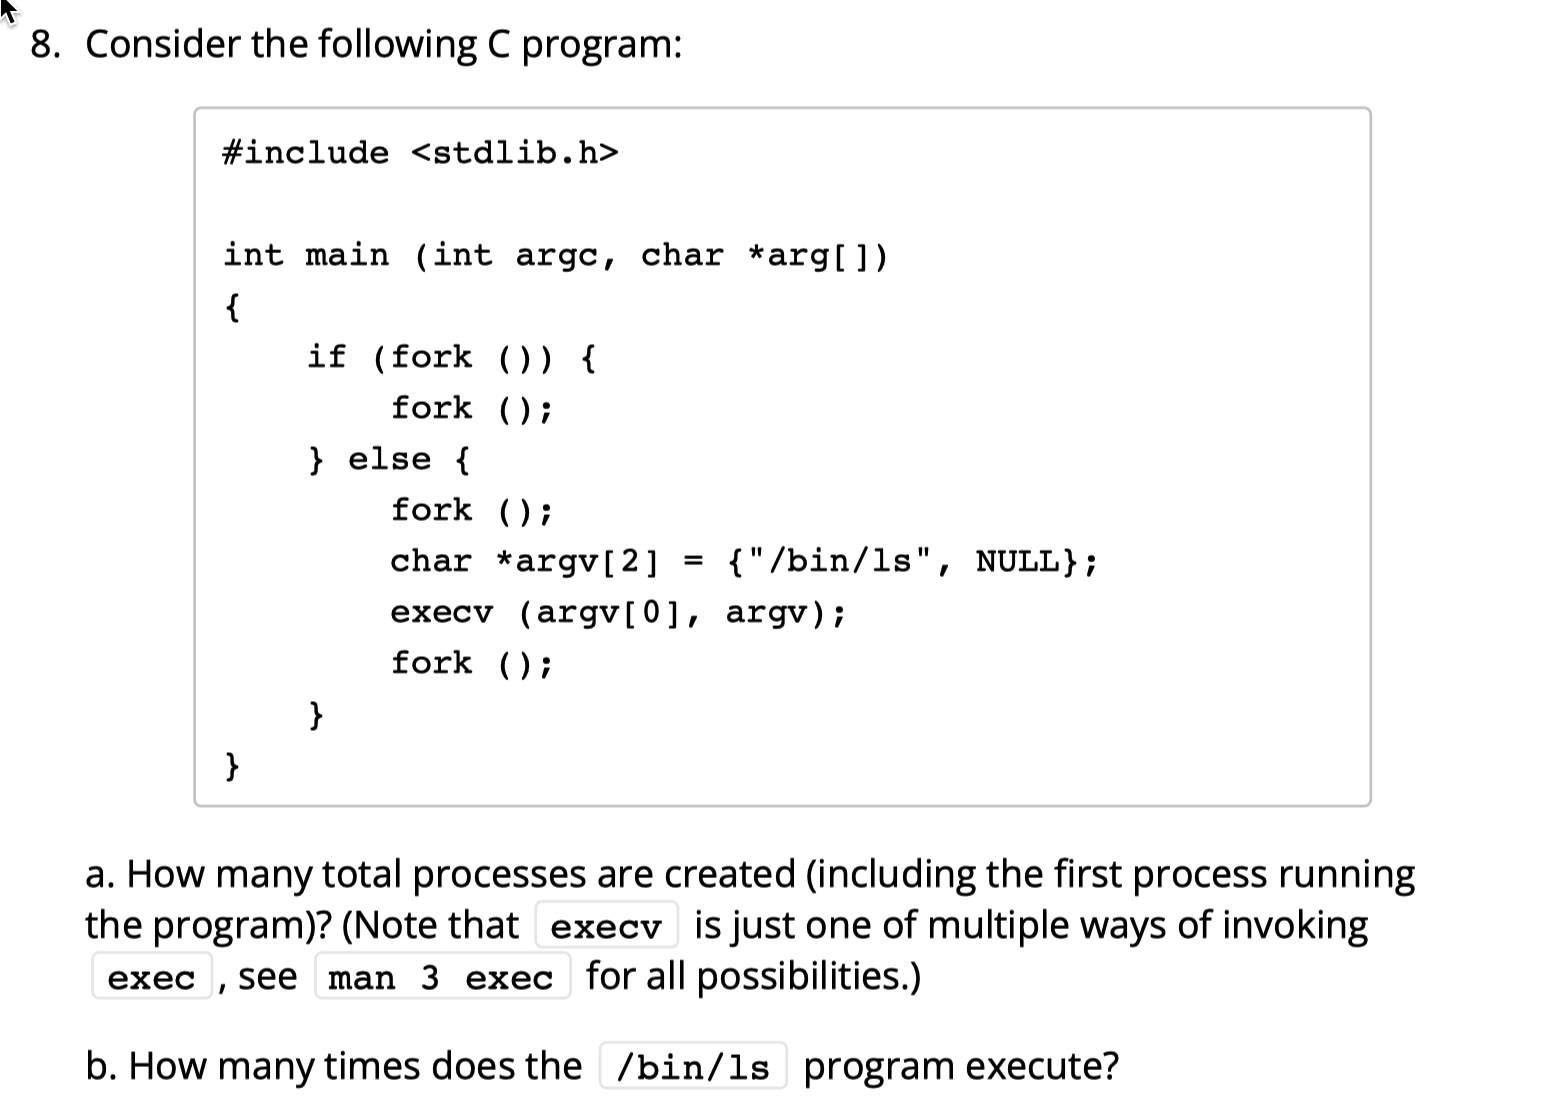 8. Consider the following C program:
#include <stdlib.h>
int main (int argc, char *arg[])
{
if (fork ()) {
fork ();
} else {
fork ();
char *argv[2] = {"/bin/ls", NULL};
execv (argv[0], argv);
fork ();
}
}
a. How many total processes are created (including the first process running
the program)? (Note that execv is just one of multiple ways of invoking
exec , see man 3 exec for all possibilities.)
b. How many times does the /bin/ls program execute?